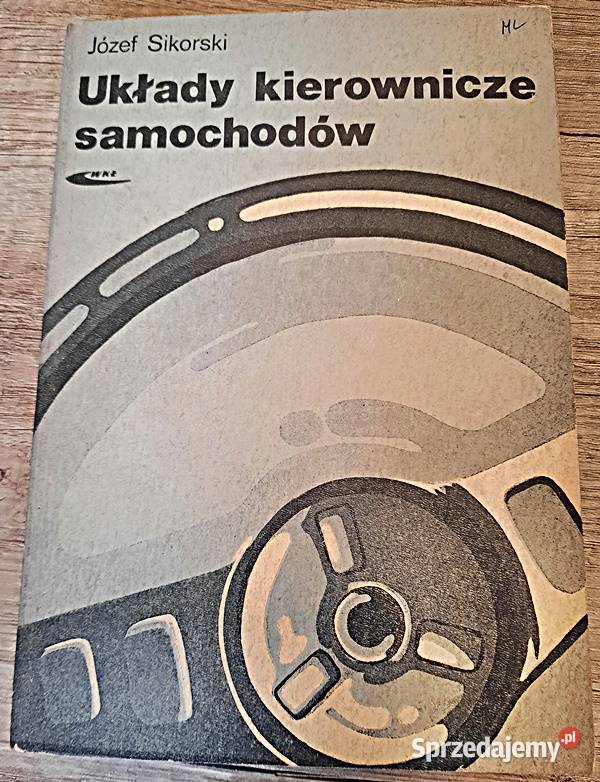 ML
Józef Sikorski
Układy kierownicze
samochodów
WKŁ
Sprzedajemy.pl